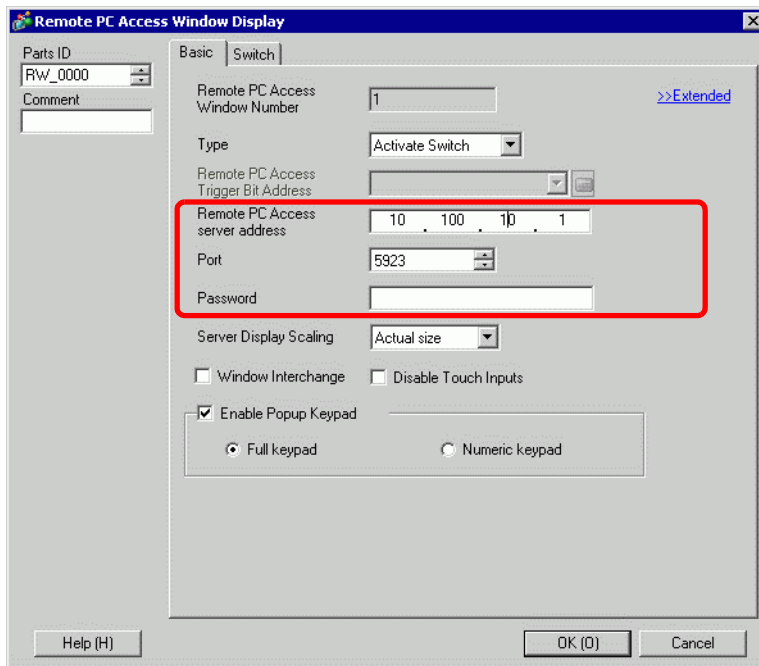 Remote PC Access Window Display
Parts ID
RW_0000
Comment
Basic
Switch
Remote PC Access
Window Number
1
>>Extended
Type
Activate Switch
Remote PC Access
Trigger Bit Address
Remote PC Access
server address
10 . 100 . 10 . 1
Port
5923
Password
Server Display Scaling
Actual size
Window Interchange
Disable Touch Inputs
Enable Popup Keypad
Full keypad
Numeric keypad
Help (H)
OK (O)
Cancel